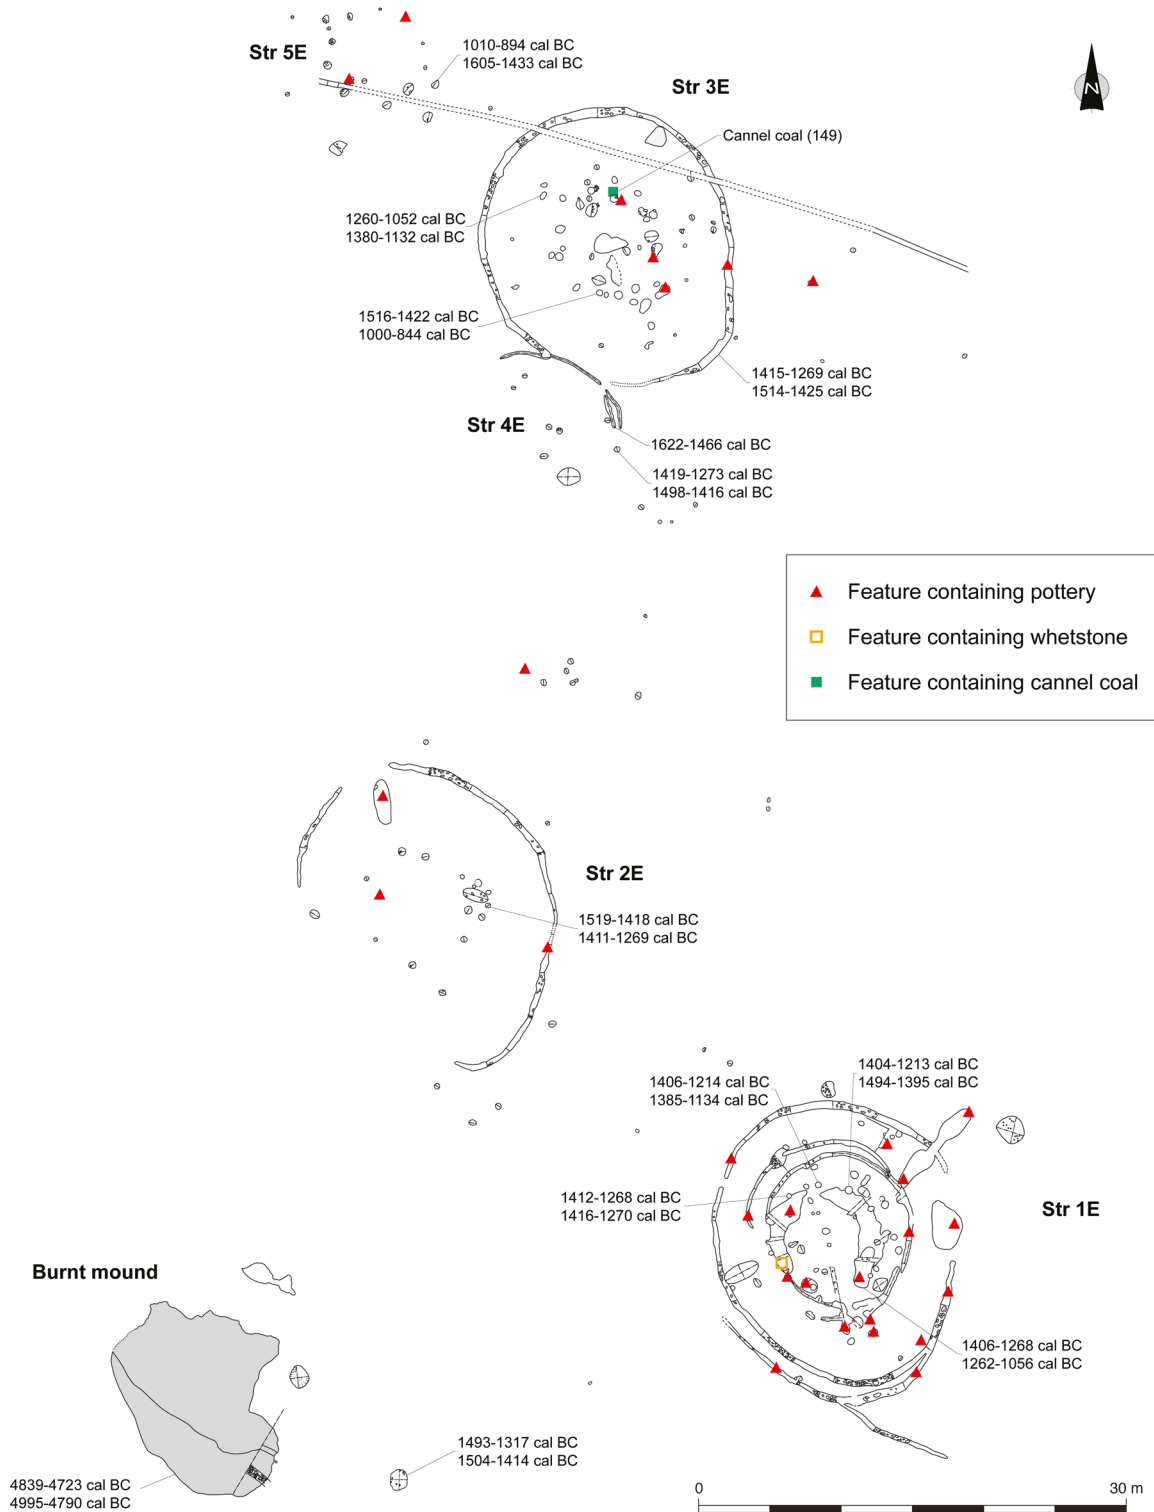 Str 5E
1010-894 cal BC
1605-1433 cal BC
Str 3E
N
Cannel coal (149)
1260-1052 cal BC
1380-1132 cal BC
1516-1422 cal BC
1000-844 cal BC
1415-1269 cal BC
1514-1425 cal BC
Str 4E
1622-1466 cal BC
1419-1273 cal BC
1498-1416 cal BC
Feature containing pottery
Feature containing whetstone
Feature containing cannel coal
Str 2E
1519-1418 cal BC
1411-1269 cal BC
1404-1213 cal BC
1494-1395 cal BC
1406-1214 cal BC
1385-1134 cal BC
1412-1268 cal BC
1416-1270 cal BC
Str 1E
Burnt mound
1406-1268 cal BC
1262-1056 cal BC
1493-1317 cal BC
1504-1414 cal BC
4839-4723 cal BC
4995-4790 cal BC
0 30 m